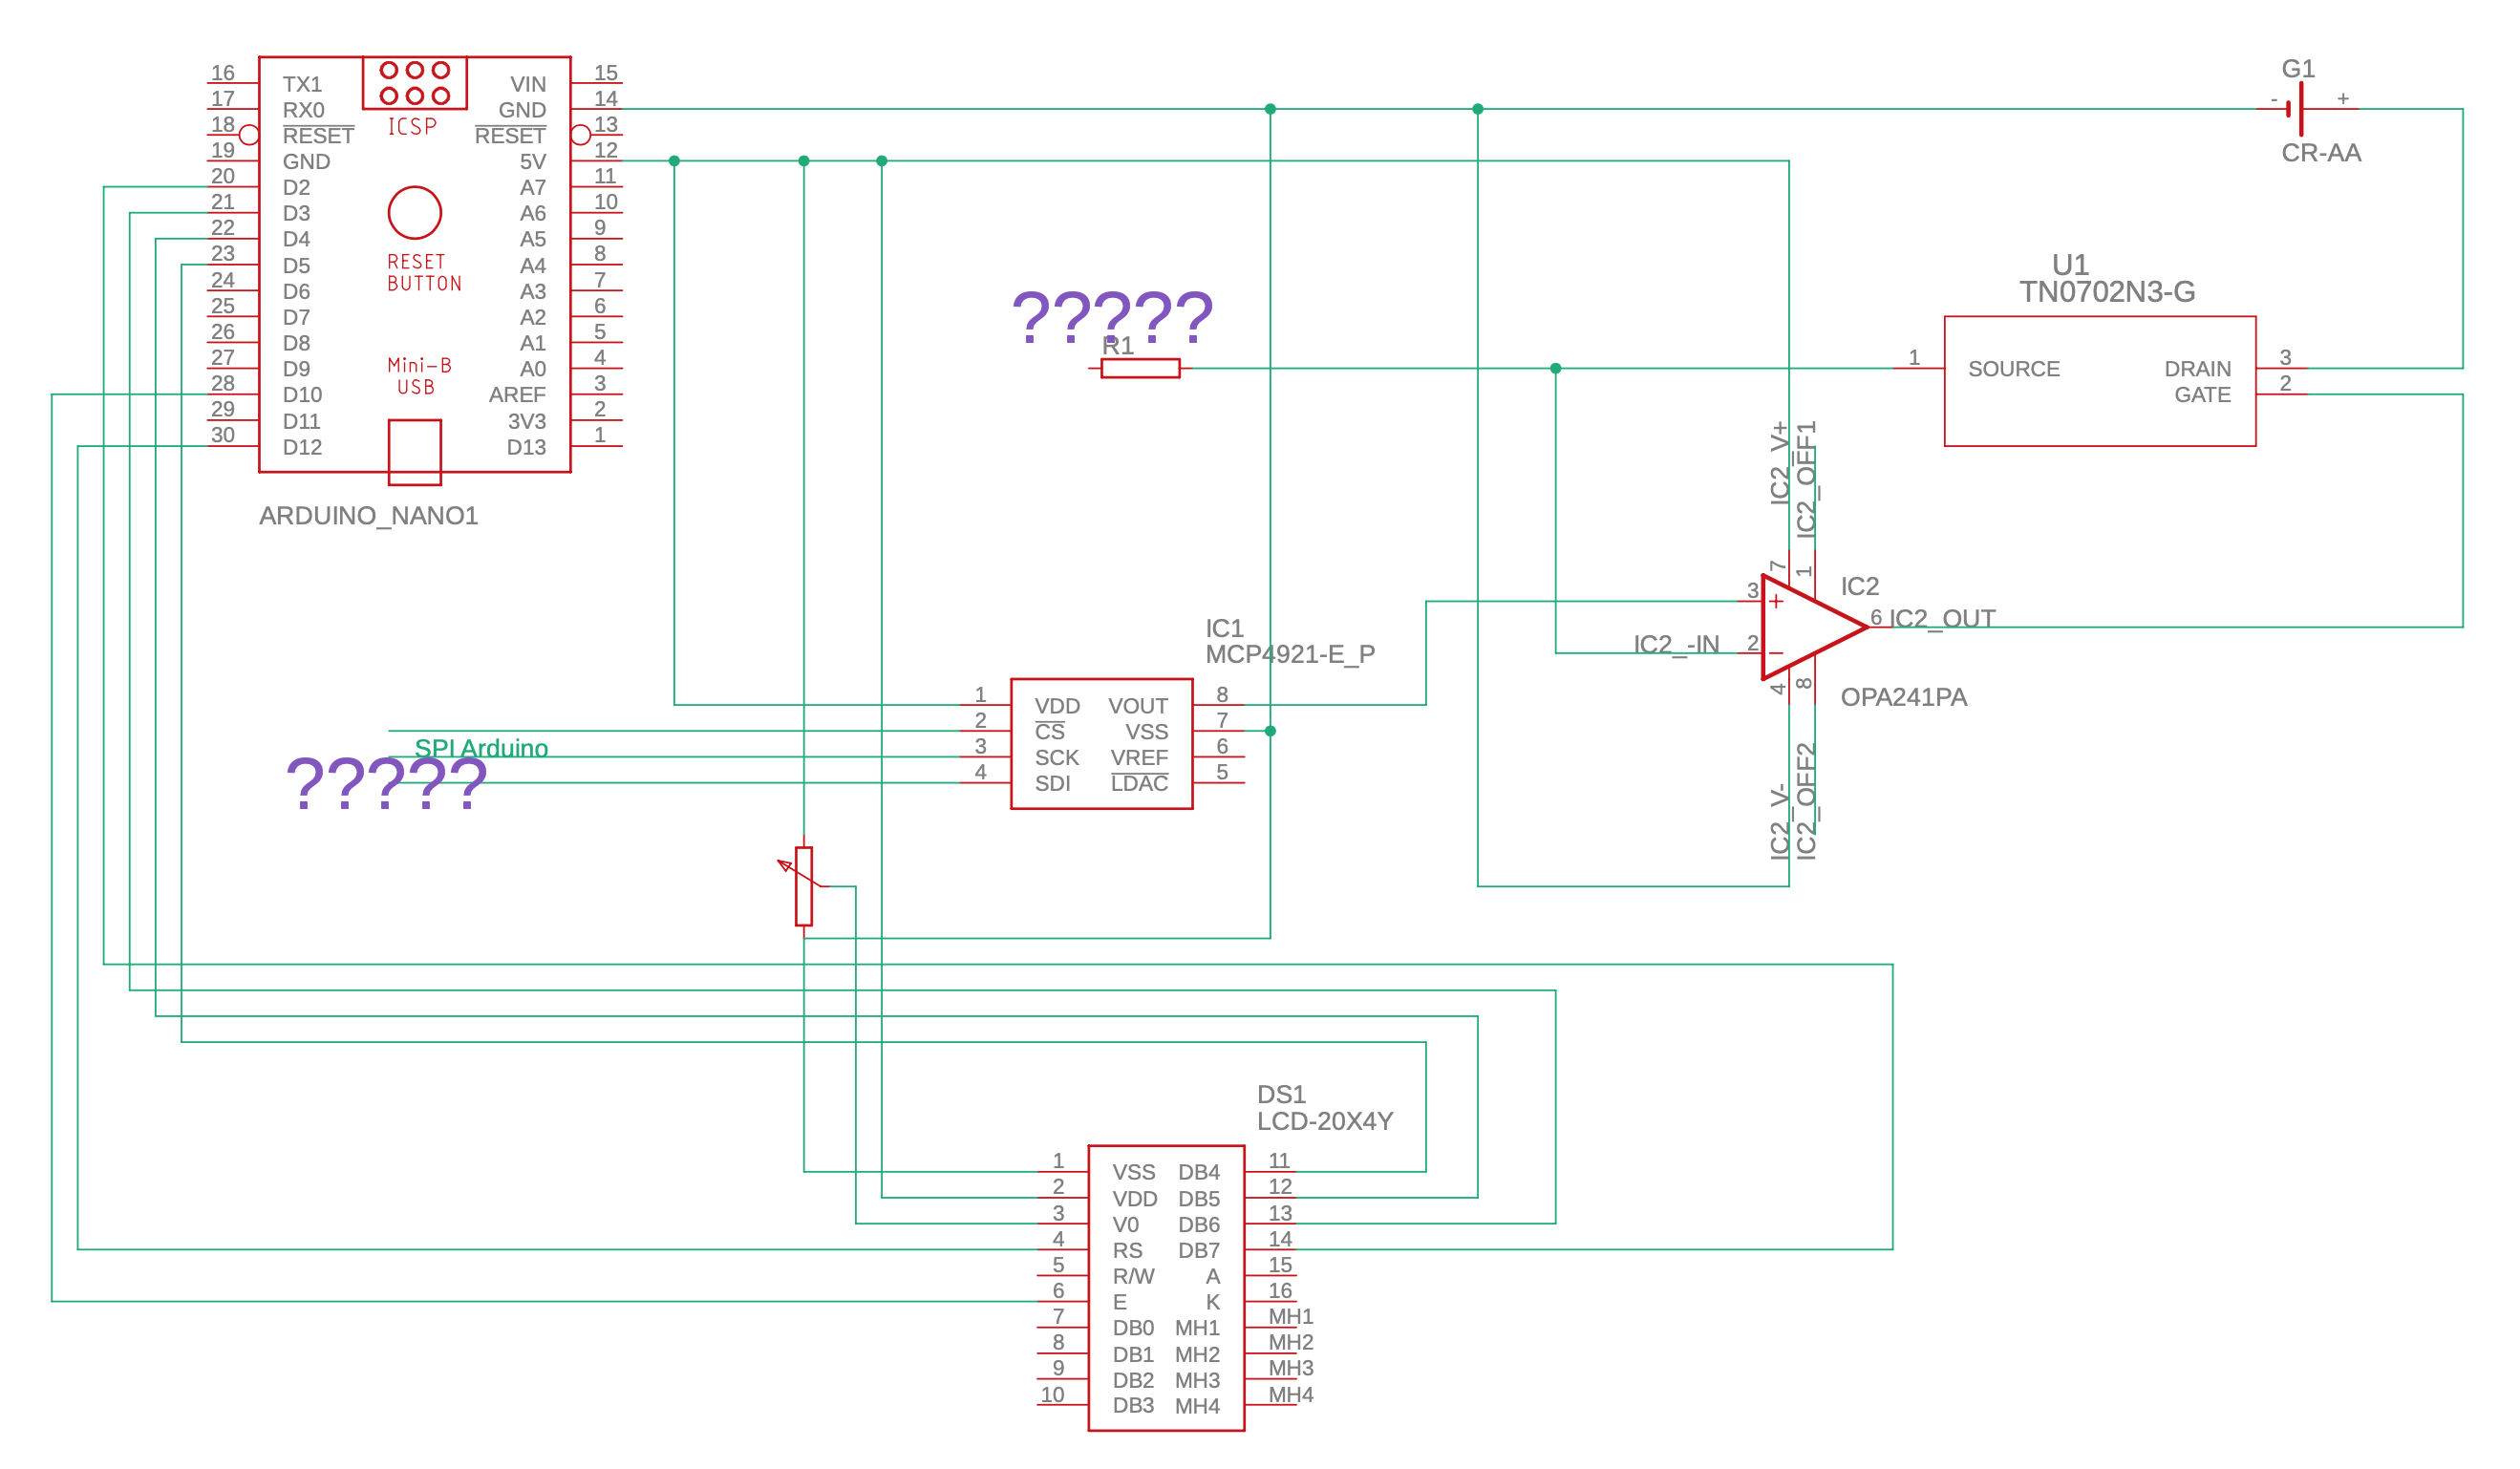 16 TX1 VIN 15
17 RX0 GND 14
18 RESET RESET 13
19 GND 5V 12
20 D2 A7 11
21 D3 A6 10
22 D4 A5 9
23 D5 A4 8
24 D6 A3 7
25 D7 A2 6
26 D8 A1 5
27 D9 A0 4
28 D10 AREF 3
29 D11 3V3 2
30 D12 D13 1
ICSP
RESET
BUTTON
Mini-B
USB
ARDUINO_NANO1
G1
- +
CR-AA
U1
TN0702N3-G
1 SOURCE DRAIN 3
GATE 2
?????
R1
IC2_V+
IC2_OFF1
7 1
3 + IC2
6 IC2_OUT
IC2_-IN 2 -
4 8
OPA241PA
IC2_V-
IC2_OFF2
IC1
MCP4921-E_P
1 VDD VOUT 8
2 CS VSS 7
3 SCK VREF 6
4 SDI LDAC 5
SPI_Arduino
?????
DS1
LCD-20X4Y
1 VSS DB4 11
2 VDD DB5 12
3 V0 DB6 13
4 RS DB7 14
5 R/W A 15
6 E K 16
7 DB0 MH1 MH1
8 DB1 MH2 MH2
9 DB2 MH3 MH3
10 DB3 MH4 MH4